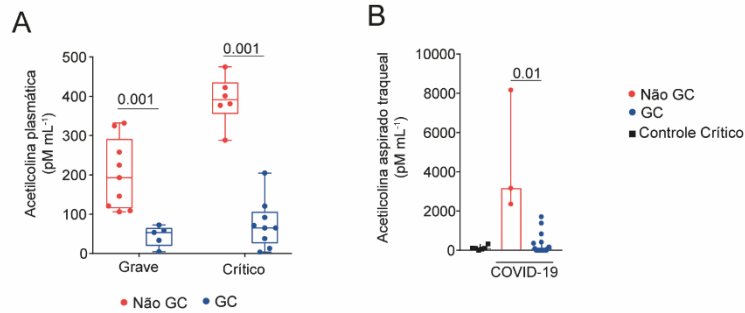 A
Acetilcolina plasmática
(pM mL⁻¹)
500
400
300
200
100
0
0.001
0.001
Grave
Crítico
Não GC
GC
B
Acetilcolina aspirado traqueal
(pM mL⁻¹)
10000
8000
6000
4000
2000
0
0.01
COVID-19
Não GC
GC
Controle Crítico